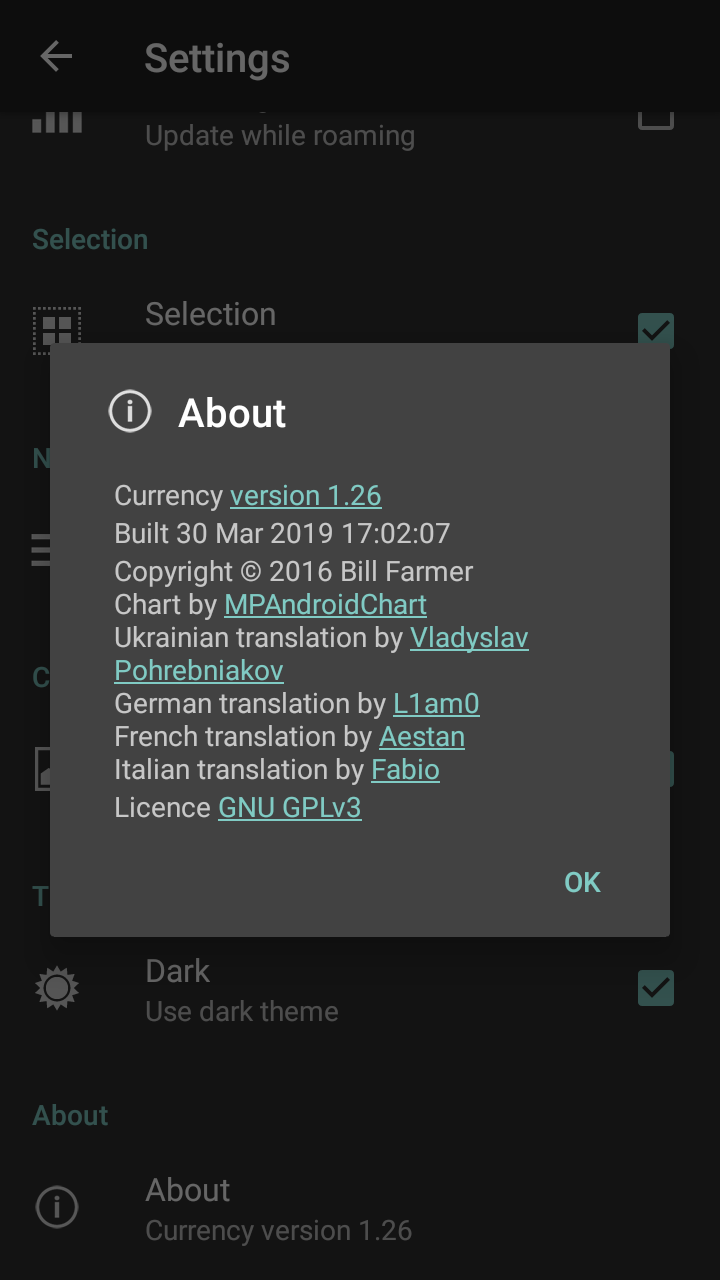 Settings
Update while roaming
Selection
Selection
About
Currency version 1.26
Built 30 Mar 2019 17:02:07
Copyright © 2016 Bill Farmer
Chart by MPAndroidChart
Ukrainian translation by Vladyslav
Pohrebniakov
German translation by L1am0
French translation by Aestan
Italian translation by Fabio
Licence GNU GPLv3
OK
Dark
Use dark theme
About
About
Currency version 1.26